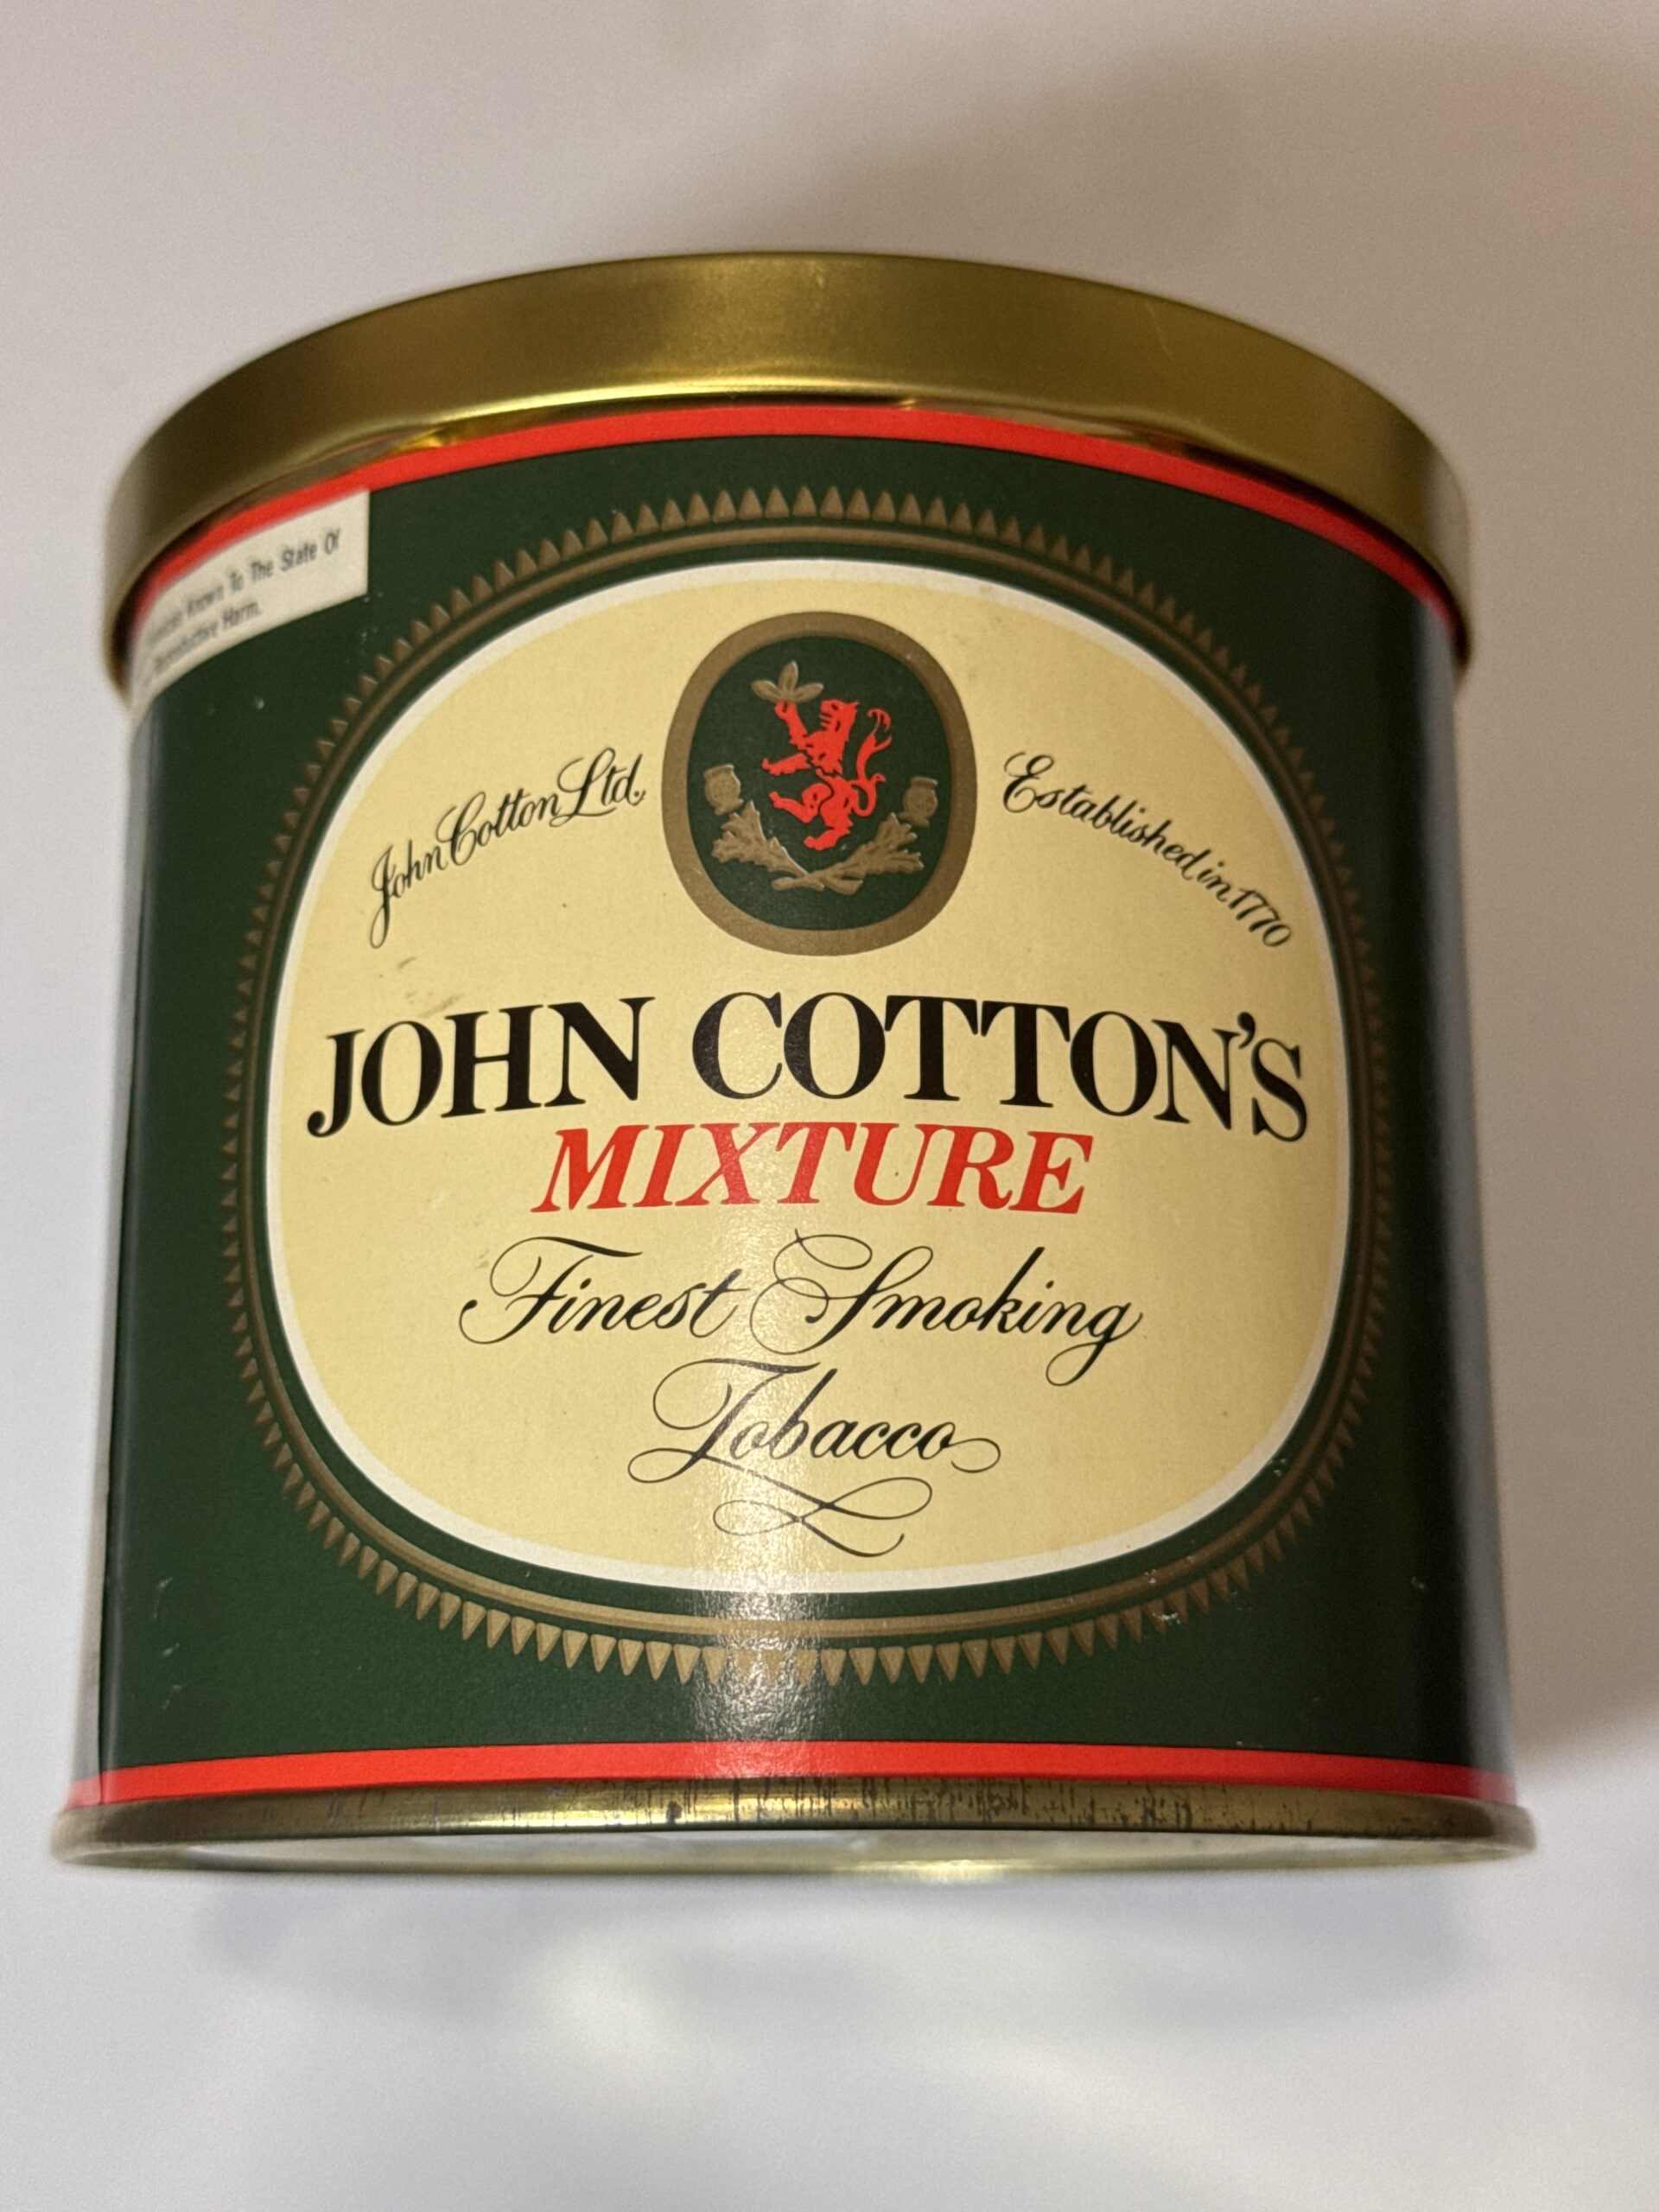 Known To The State Of
Reproductive Harm.
John Cotton Ltd.
Established in 1770
JOHN COTTON'S
MIXTURE
Finest Smoking
Tobacco